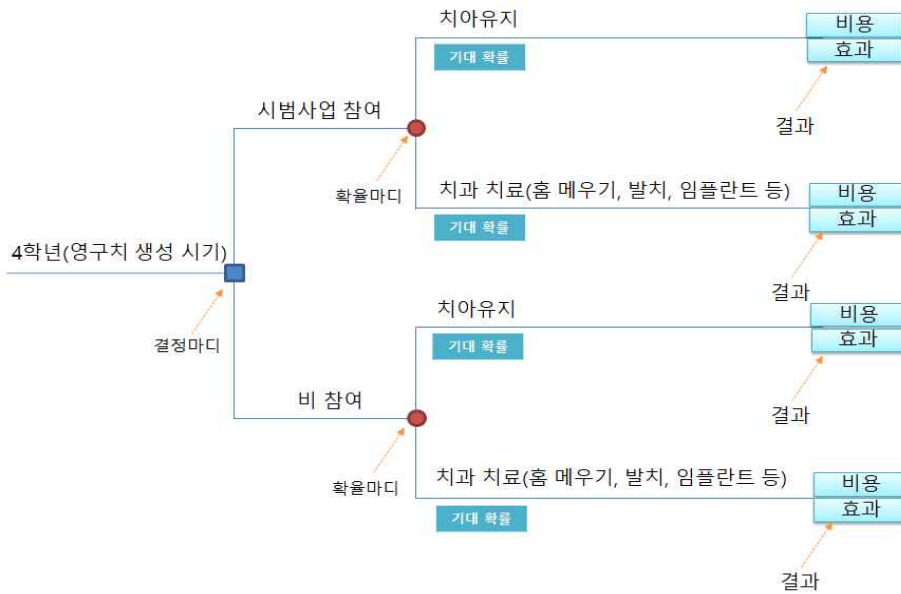 치아유지
비용
기대 확률
효과
시범사업 참여
결과
확률마디
치과 치료(홈 메우기, 발치, 임플란트 등)
비용
기대 확률
효과
4학년(영구치 생성 시기)
결과
치아유지
비용
결정마디
기대 확률
효과
비 참여
결과
확률마디
치과 치료(홈 메우기, 발치, 임플란트 등)
비용
기대 확률
효과
결과